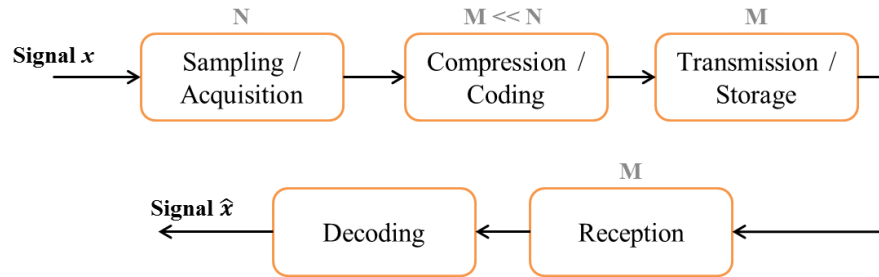 N
M << N
M
Signal x
Sampling /
Acquisition
Compression /
Coding
Transmission /
Storage
M
Signal x̂
Decoding
Reception